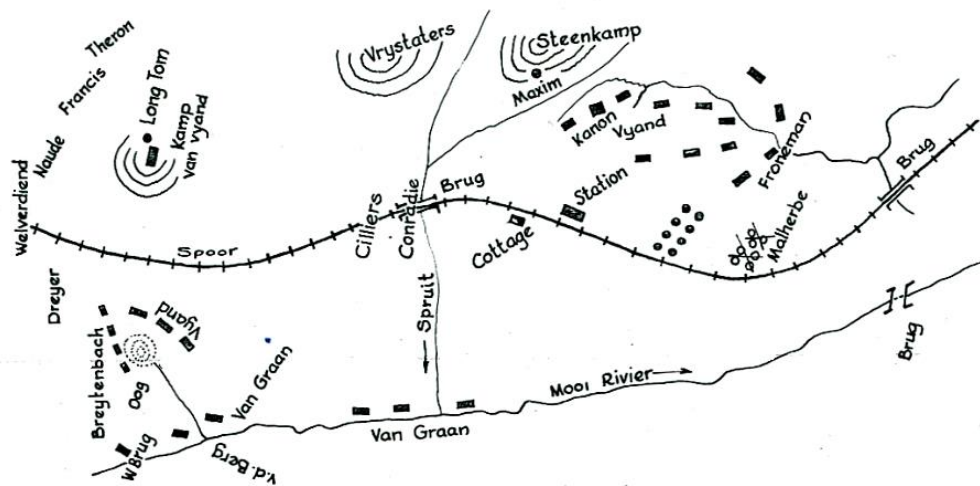 Theron
Francis
Naude
Welverdiend
Long Tom
Kamp
van Vyand
Vrystaters
Steenkamp
Maxim
Kanon
Vyand
Froneman
Brug
Station
Cilliers
Conradie
Brug
Cottage
Malherbe
Spoor
Dreyer
Vyand
Breytenbach
Oog
Van Graan
Spruit
W Brug
v.d. Berg
Van Graan
Mooi Rivier
Brug